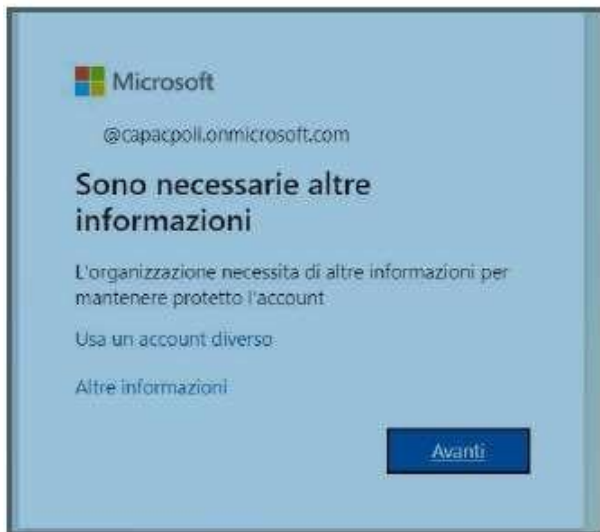 Microsoft
@capacpoli.onmicrosoft.com
Sono necessarie altre
informazioni
L'organizzazione necessita di altre informazioni per
mantenere protetto l'account
Usa un account diverso
Altre informazioni
Avanti